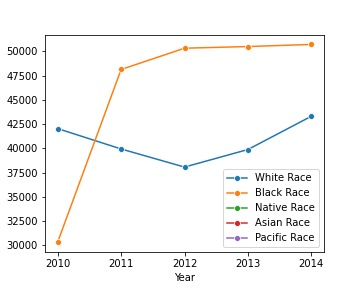 50000
47500
45000
42500
40000
37500
35000
32500
30000
2010 2011 2012 2013 2014
Year
White Race
Black Race
Native Race
Asian Race
Pacific Race